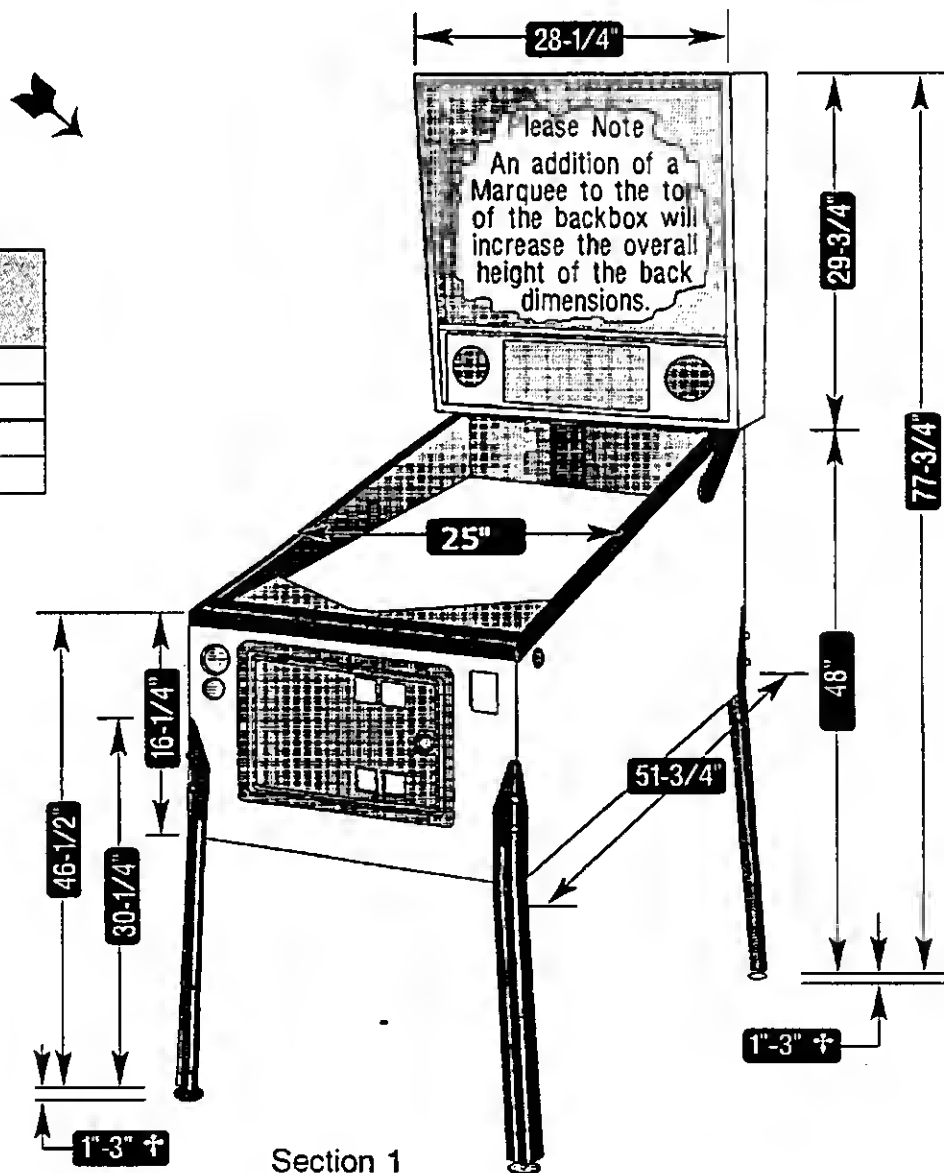 28-1/4"
lease Note
An addition of a
Marquee to the to
of the backbox will
increase the overall
height of the back
dimensions.
29-3/4"
77-3/4"
25"
48"
16-1/4"
51-3/4"
46-1/2"
30-1/4"
1"-3" †
1"-3" †
Section 1